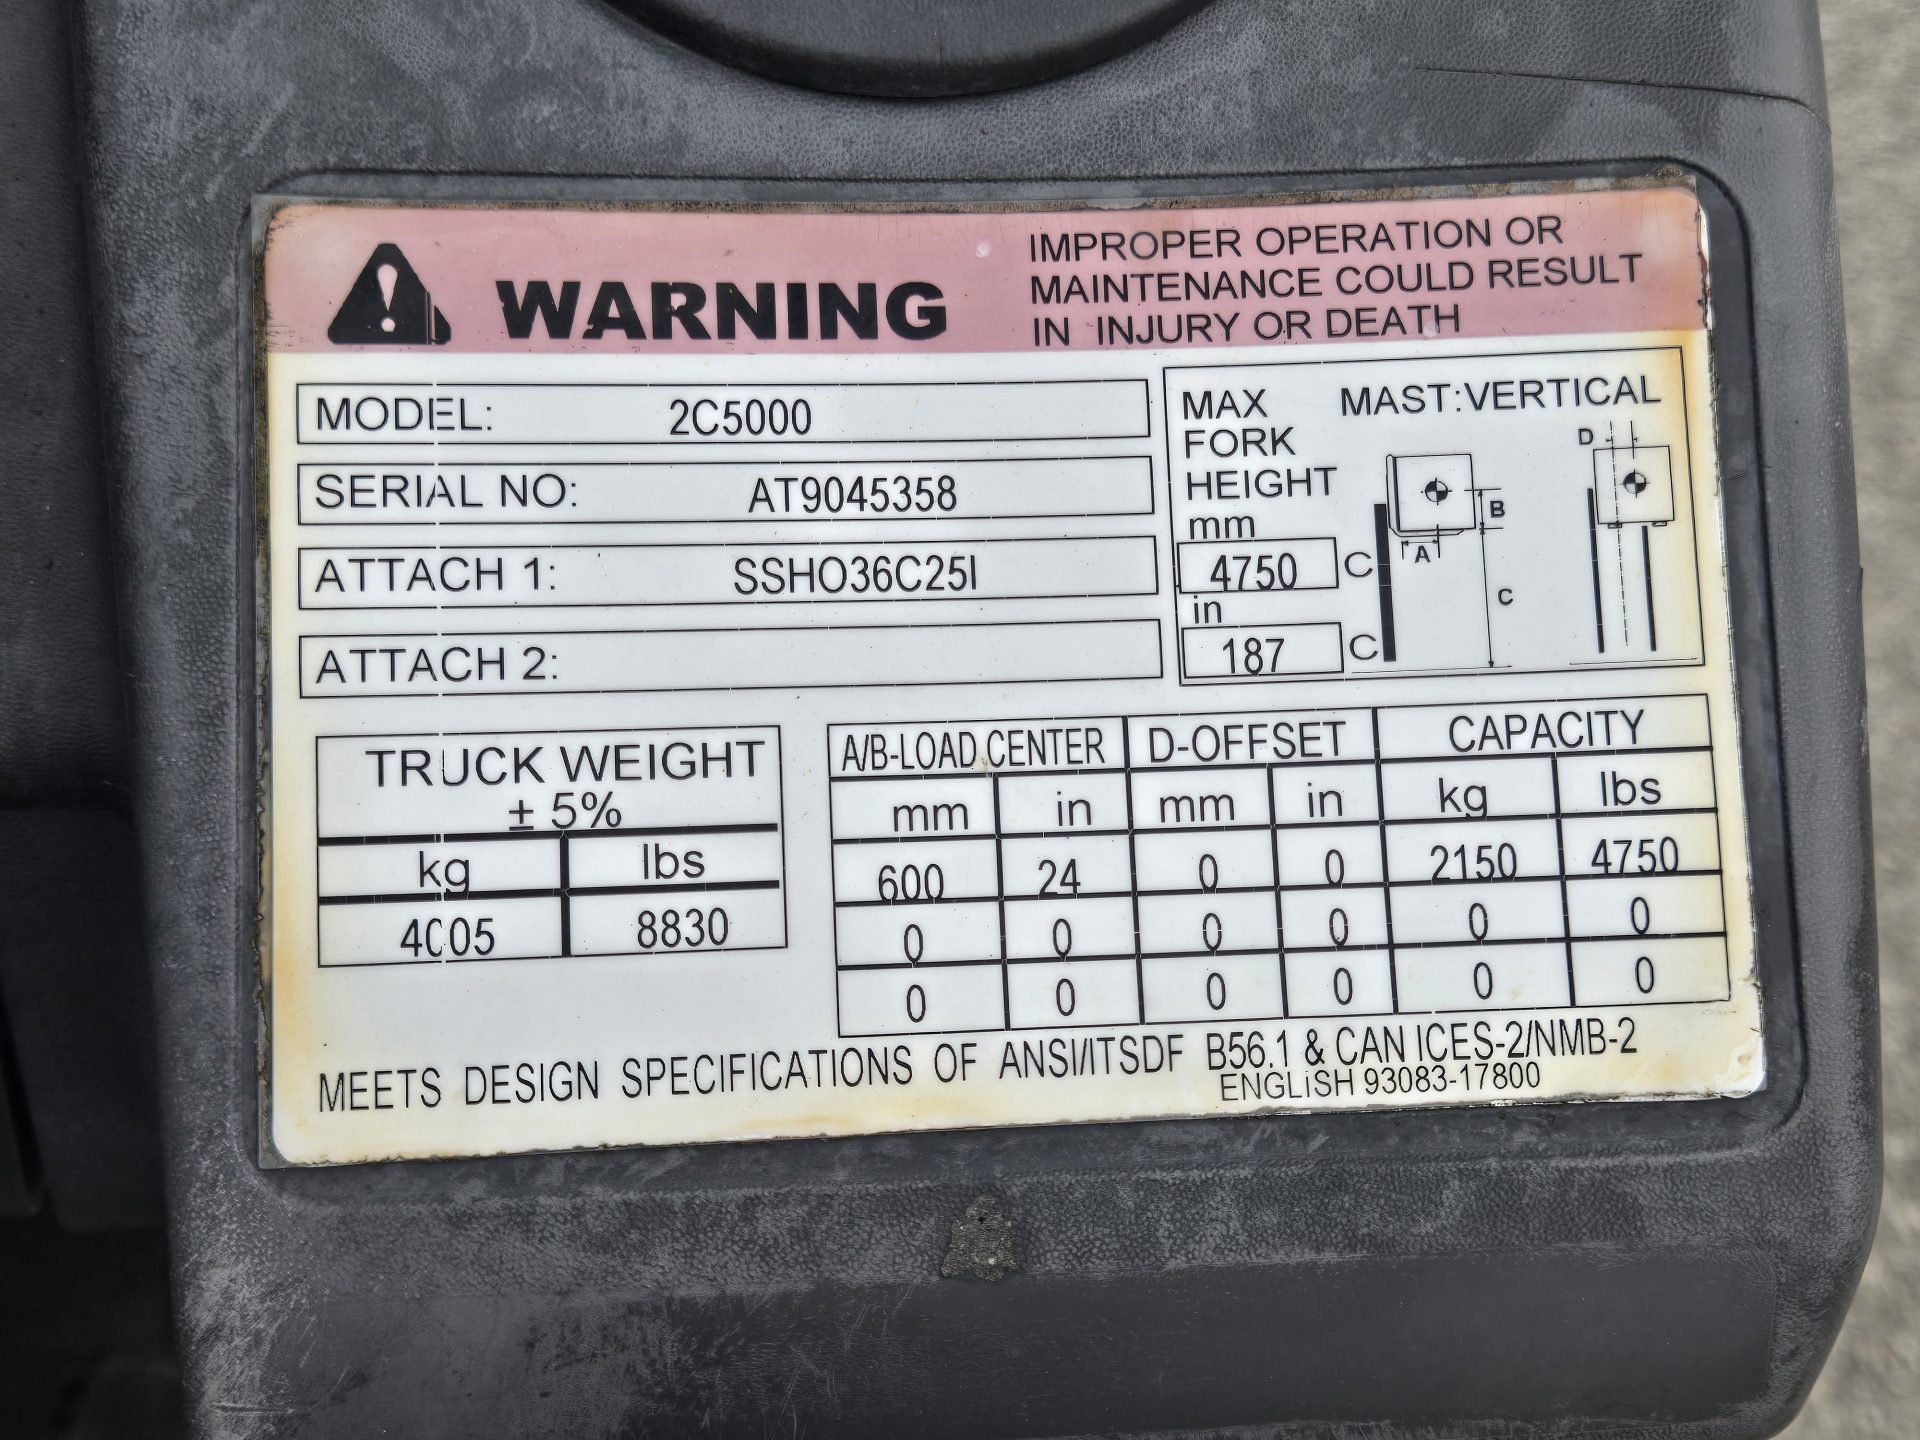 WARNING
IMPROPER OPERATION OR
MAINTENANCE COULD RESULT
IN INJURY OR DEATH
MODEL: 2C5000
SERIAL NO: AT9045358
ATTACH 1: SSHO36C25I
ATTACH 2:
MAX
FORK
HEIGHT
mm
4750 C
in
187 C
MAST:VERTICAL
D
B
A
C
TRUCK WEIGHT
± 5%
kg lbs
4005 8830
A/B-LOAD CENTER D-OFFSET CAPACITY
mm in mm in kg lbs
600 24 0 0 2150 4750
0 0 0 0 0 0
0 0 0 0 0 0
MEETS DESIGN SPECIFICATIONS OF ANSI/ITSDF B56.1 & CAN ICES-2/NMB-2
ENGLiSH 93083-17800